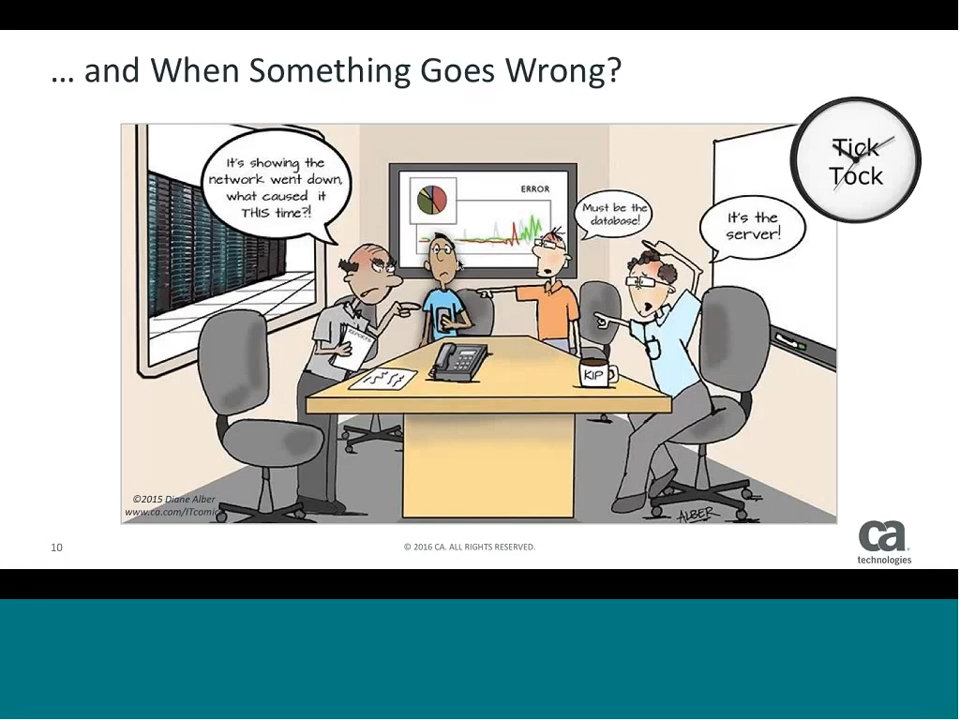 … and When Something Goes Wrong?
Tick
Tock
It's showing the
network went down,
what caused it
THIS time?!
ERROR
Must be the
database!
It's the
server!
REPORTS
KIP
©2015 Diane Alber
www.ca.com/ITcomic
ALBER
10
© 2016 CA. ALL RIGHTS RESERVED.
ca
technologies